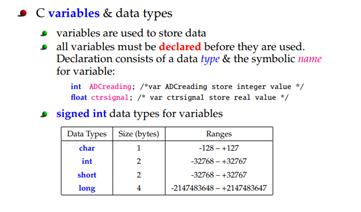 C variables & data types
variables are used to store data
all variables must be declared before they are used.
Declaration consists of a data type & the symbolic name
for variable:
int ADCreading; /*var ADCreading store integer value */
float ctrsignal; /* var ctrsignal store real value */
signed int data types for variables
Data Types Size (bytes) Ranges
char 1 -128 – +127
int 2 -32768 – +32767
short 2 -32768 – +32767
long 4 -2147483648 – +2147483647